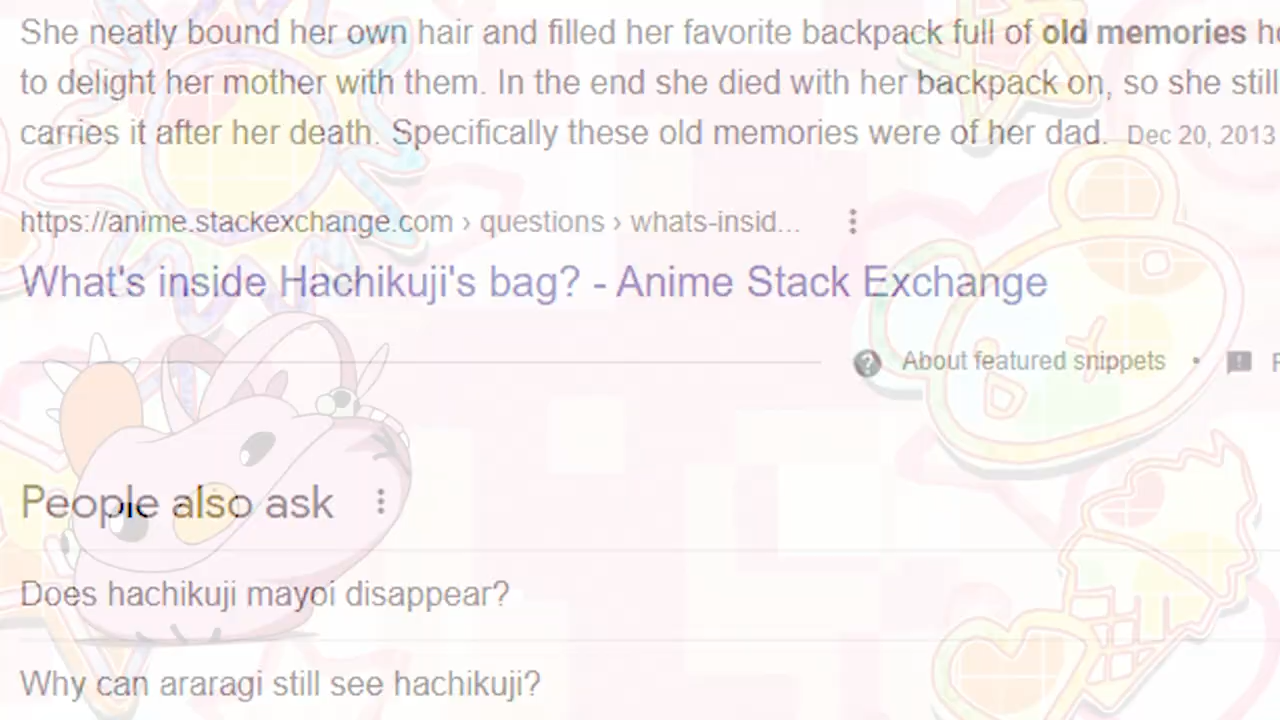 She neatly bound her own hair and filled her favorite backpack full of old memories
to delight her mother with them. In the end she died with her backpack on, so she still
carries it after her death. Specifically these old memories were of her dad. Dec 20, 2013
https://anime.stackexchange.com › questions › whats-insid...
What's inside Hachikuji's bag? - Anime Stack Exchange
About featured snippets •
People also ask
Does hachikuji mayoi disappear?
Why can araragi still see hachikuji?